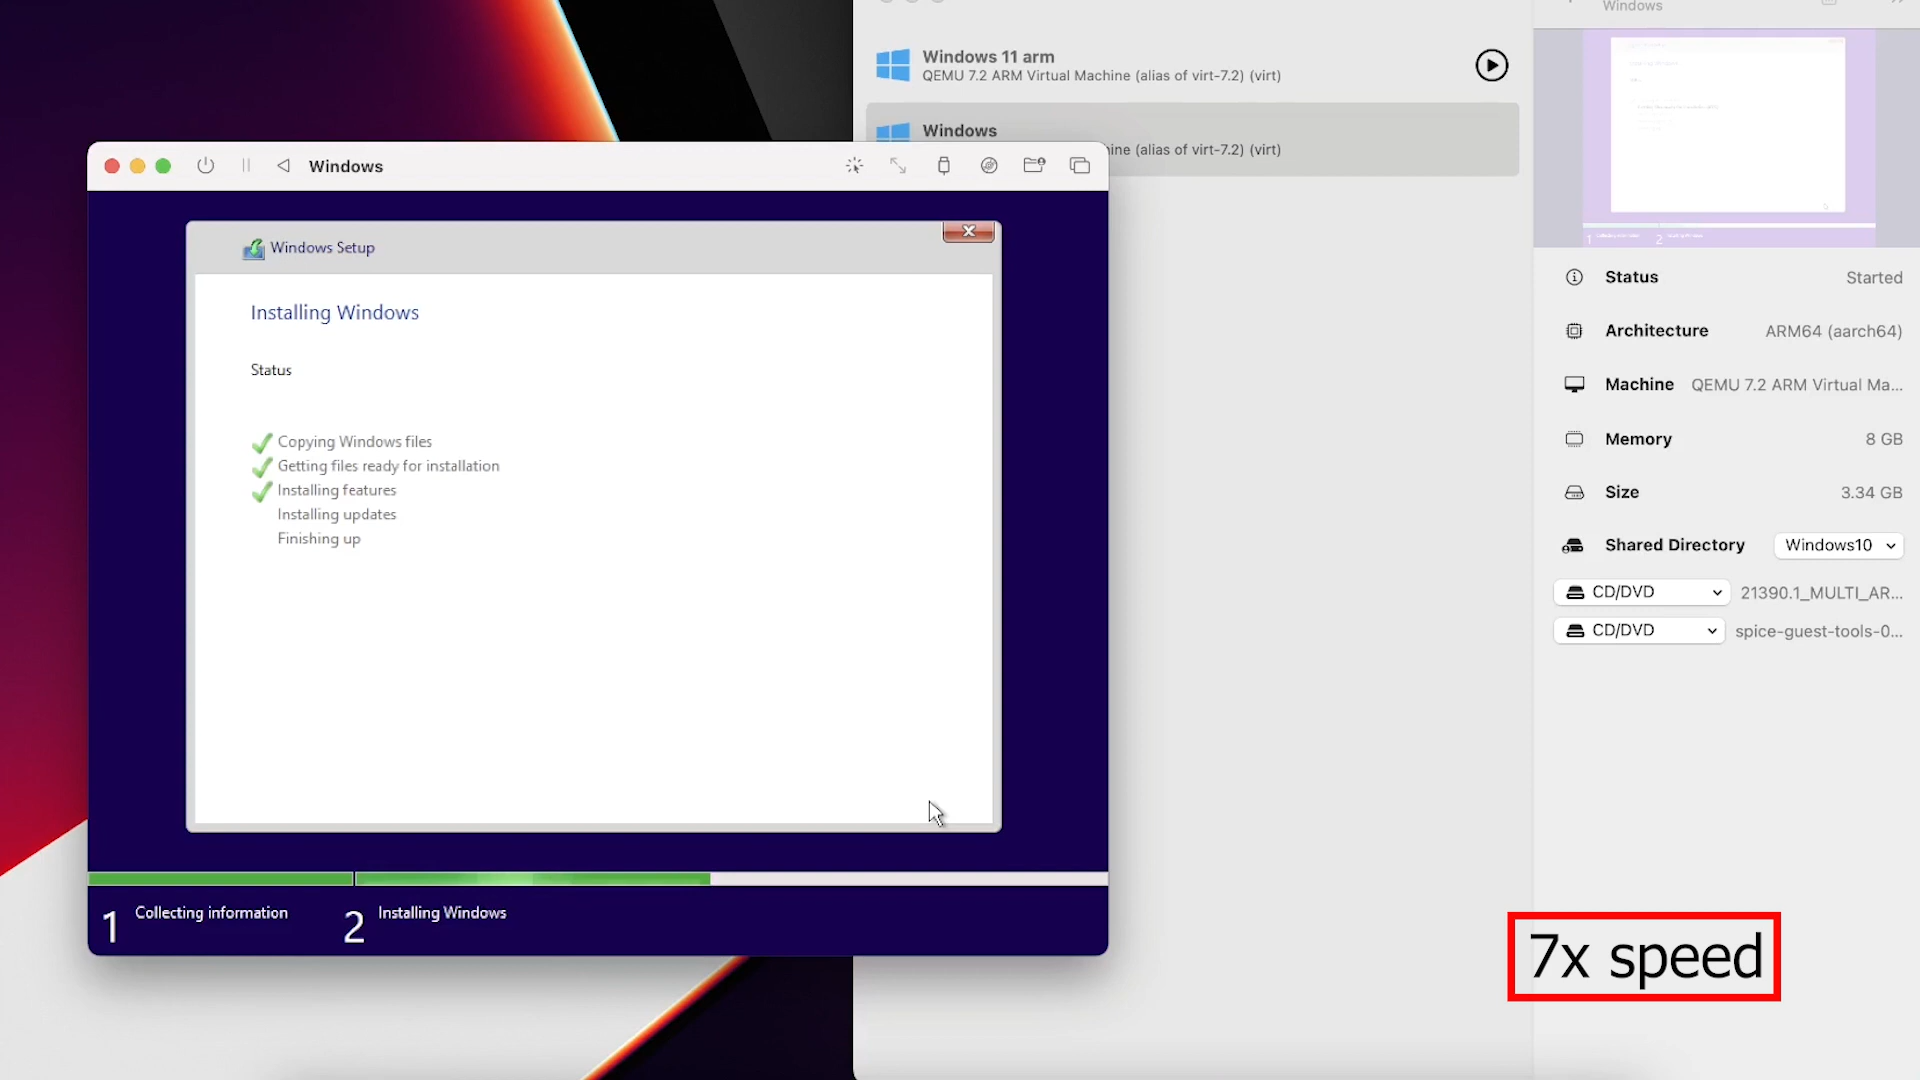 Windows
Windows 11 arm
QEMU 7.2 ARM Virtual Machine (alias of virt-7.2) (virt)
Windows
ine (alias of virt-7.2) (virt)
Windows
Windows Setup
Installing Windows
Status
Copying Windows files
Getting files ready for installation
Installing features
Installing updates
Finishing up
1 Collecting information
2 Installing Windows
Status Started
Architecture ARM64 (aarch64)
Machine QEMU 7.2 ARM Virtual Ma...
Memory 8 GB
Size 3.34 GB
Shared Directory Windows10
CD/DVD 21390.1_MULTI_AR...
CD/DVD spice-guest-tools-0...
7x speed